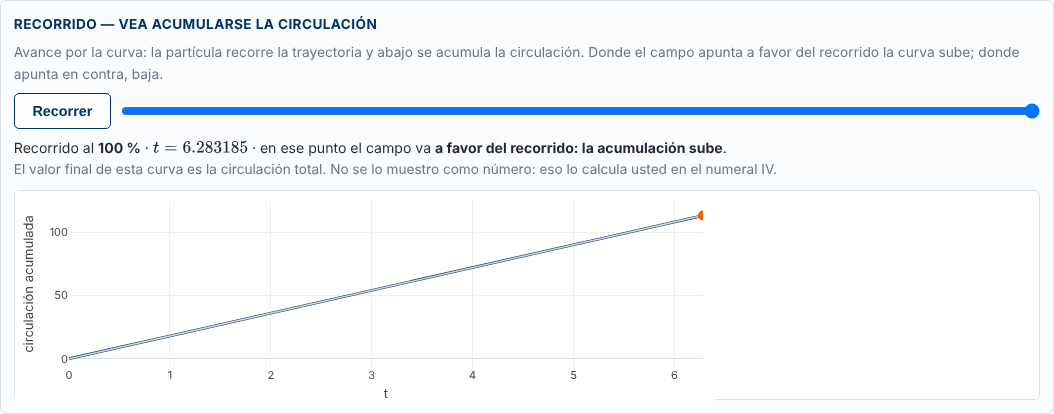 RECORRIDO — VEA ACUMULARSE LA CIRCULACIÓN
Avance por la curva: la partícula recorre la trayectoria y abajo se acumula la circulación. Donde el campo apunta a favor del recorrido la curva sube; donde
apunta en contra, baja.
Recorrer
Recorrido al 100 % · t = 6.283185 · en ese punto el campo va a favor del recorrido: la acumulación sube.
El valor final de esta curva es la circulación total. No se lo muestro como número: eso lo calcula usted en el numeral IV.
circulación acumulada
100
50
0
0 1 2 3 4 5 6
t